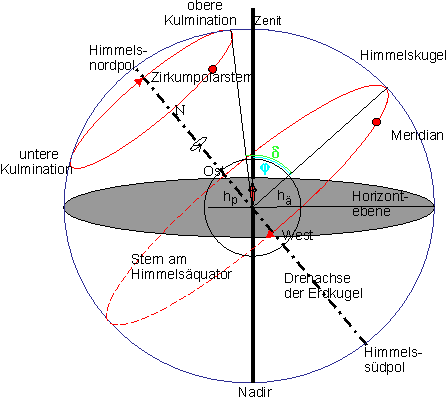 obere
Kulmination
Zenit
Himmels-
nordpol
Himmelskugel
Zirkumpolarstern
N
Meridian
untere
Kulmination
δ
φ
Ost
hp
hä
Horizont-
ebene
West
Stern am
Himmelsäquator
Drehachse
der Erdkugel
Himmels-
südpol
Nadir